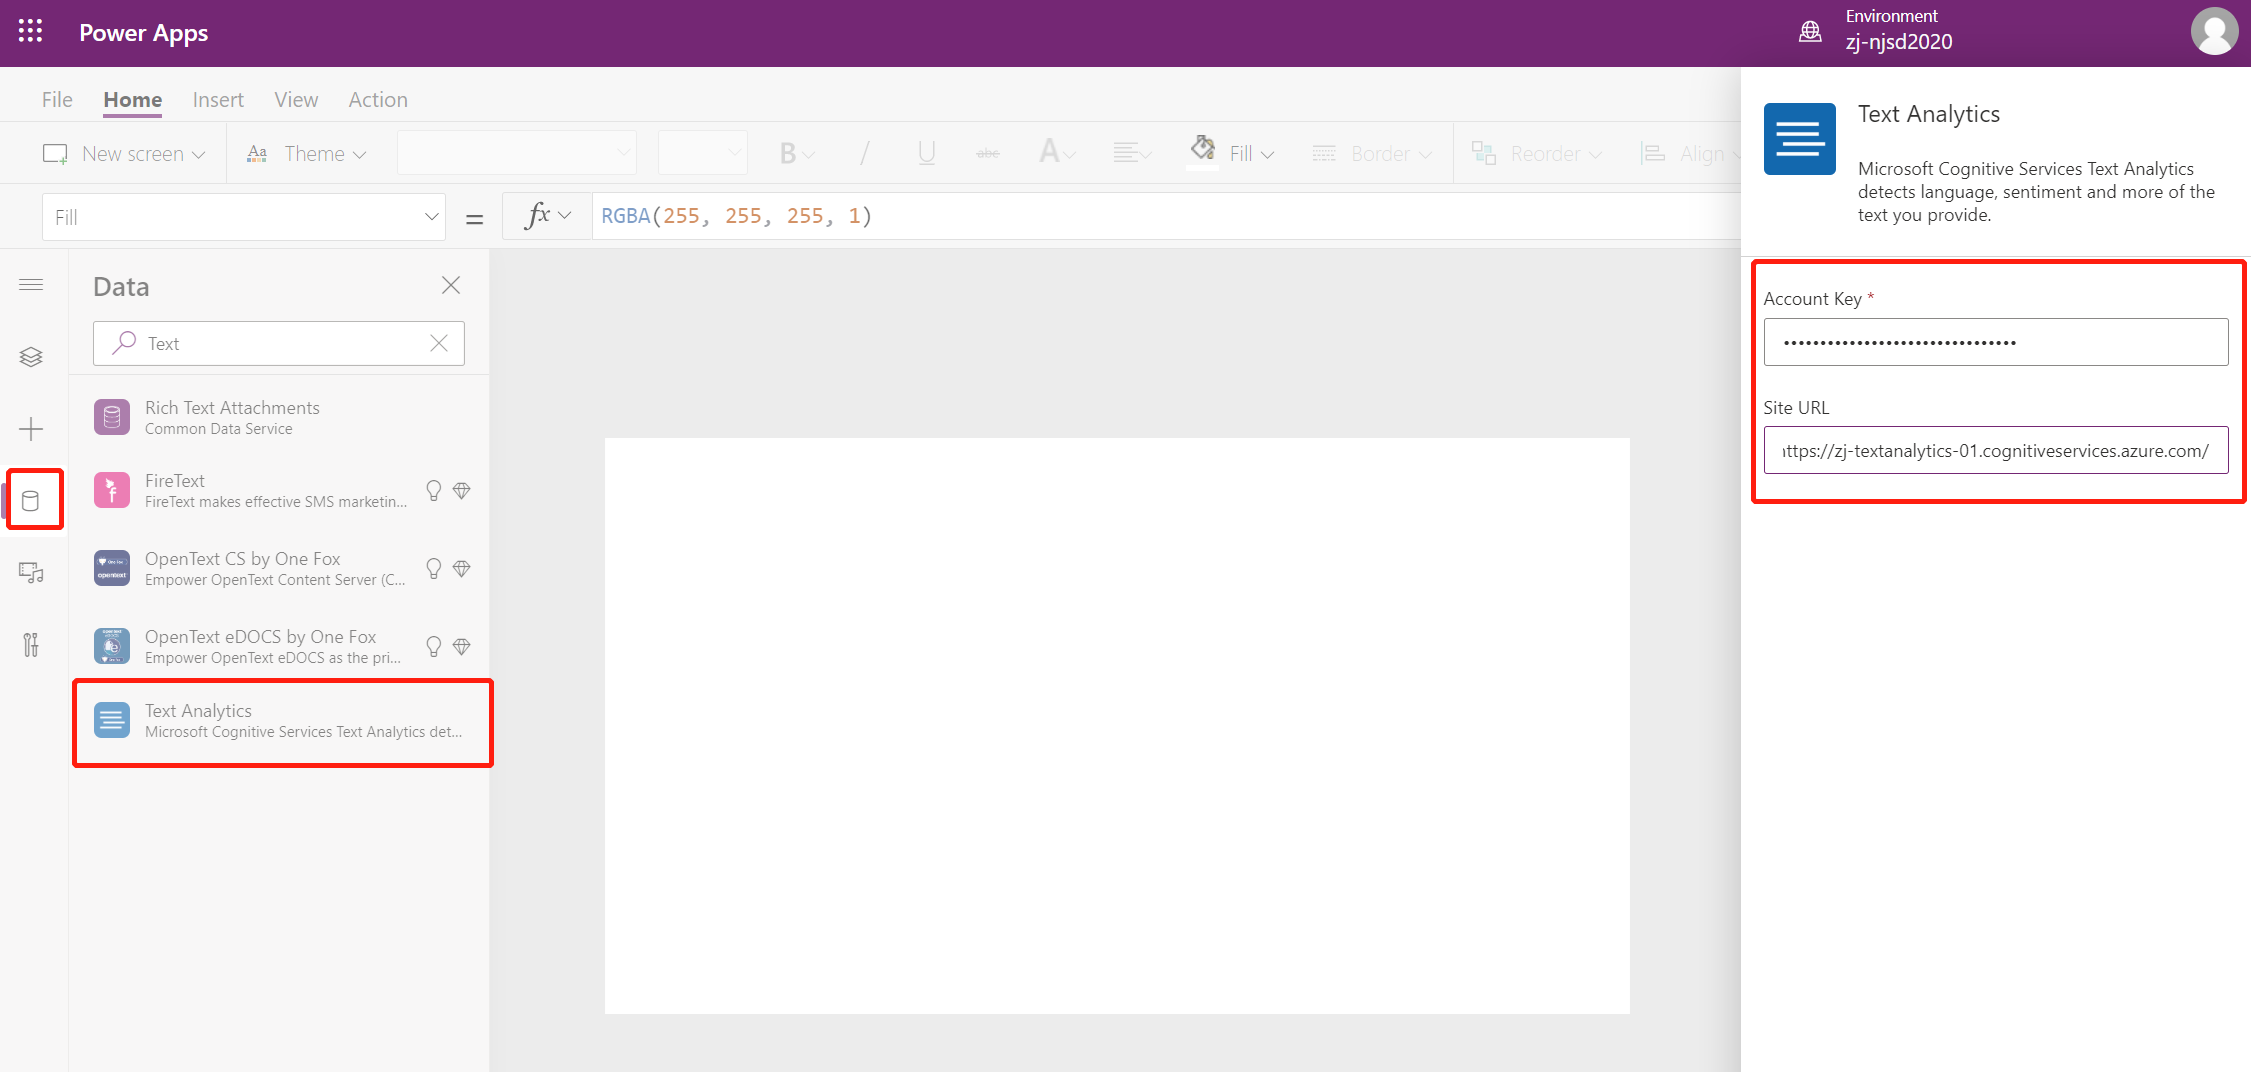 Power Apps
Environment
zj-njsd2020
File Home Insert View Action
New screen Theme B / U abc A Fill Border Reorder Align
Fill = fx RGBA(255, 255, 255, 1)
Data
Text
Rich Text Attachments
Common Data Service
FireText
FireText makes effective SMS marketin...
OpenText CS by One Fox
Empower OpenText Content Server (C...
OpenText eDOCS by One Fox
Empower OpenText eDOCS as the pri...
Text Analytics
Microsoft Cognitive Services Text Analytics det...
Text Analytics
Microsoft Cognitive Services Text Analytics
detects language, sentiment and more of the
text you provide.
Account Key *
••••••••••••••••••••••••••••••••
Site URL
ttps://zj-textanalytics-01.cognitiveservices.azure.com/